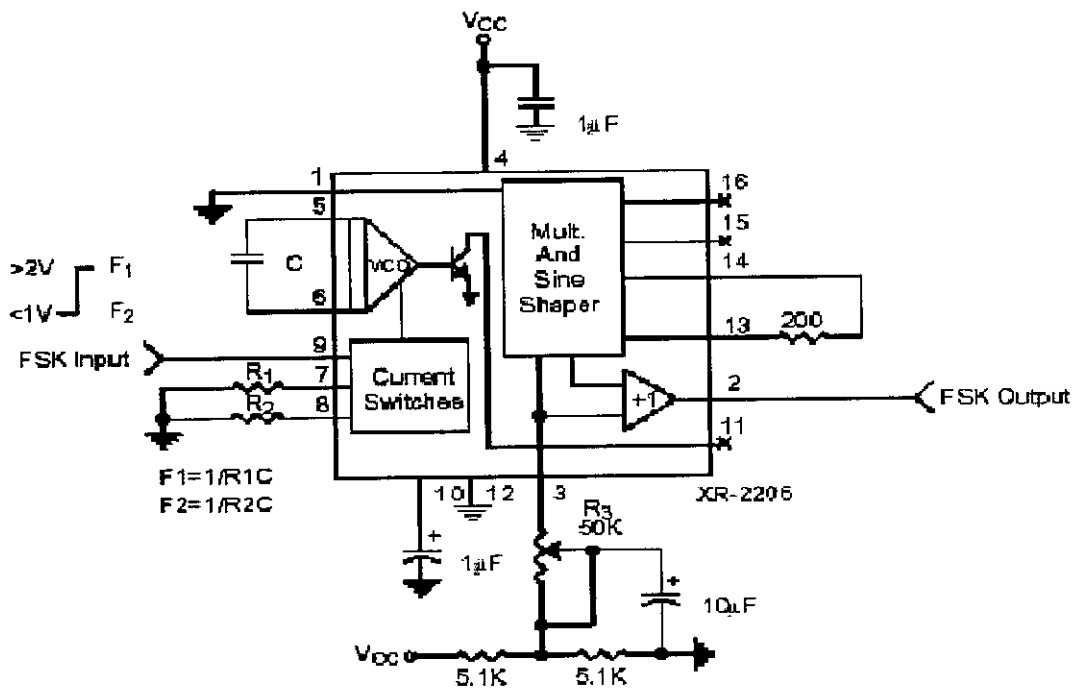 VCC
1µF
4
1
5
6
9
7
8
16
15
14
13
2
11
10
12
3
Mult.
And
Sine
Shaper
VCO
C
>2V
F1
<1V
F2
FSK Input
R1
R2
Current
Switches
200
+1
FSK Output
F1=1/R1C
F2=1/R2C
XR-2206
R3
50K
+
1µF
+
10µF
VCC
5.1K
5.1K